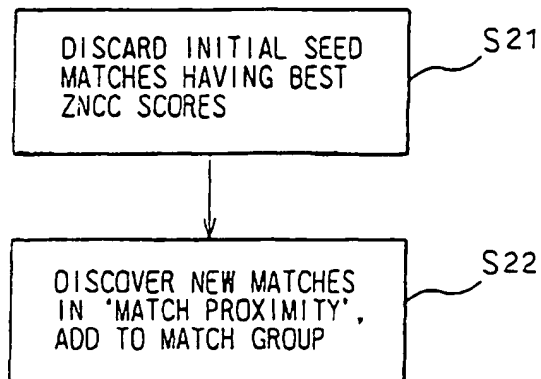 DISCARD INITIAL SEED
MATCHES HAVING BEST
ZNCC SCORES
S21
DISCOVER NEW MATCHES
IN 'MATCH PROXIMITY',
ADD TO MATCH GROUP
S22